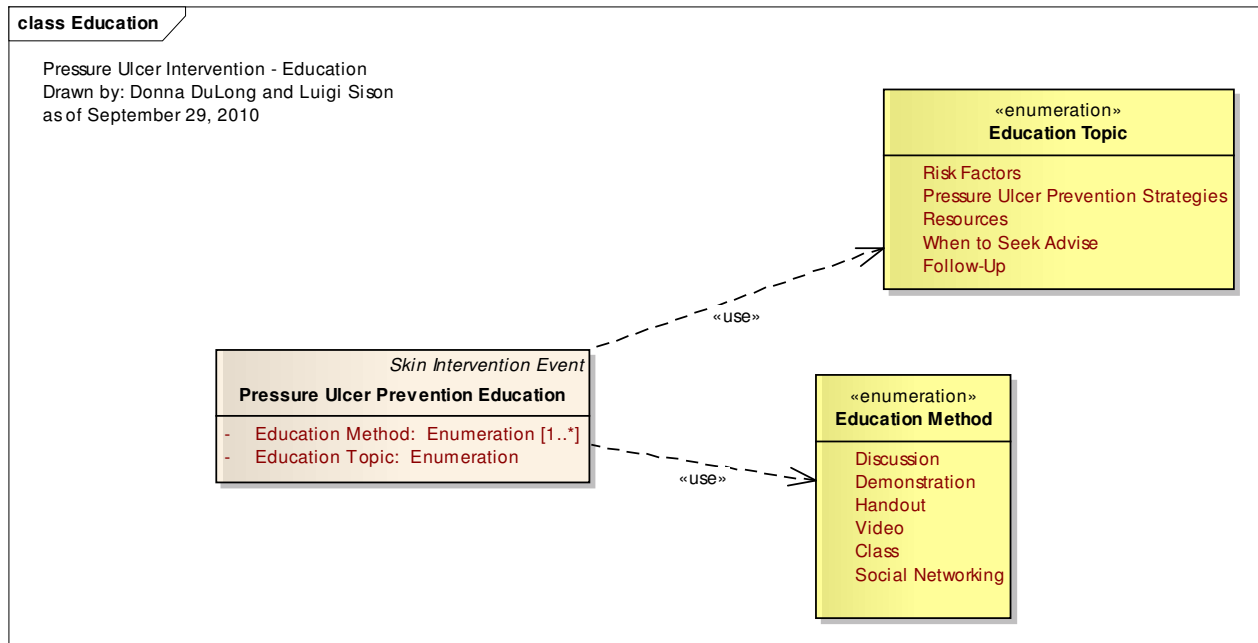 class Education
Pressure Ulcer Intervention - Education
Drawn by: Donna DuLong and Luigi Sison
as of September 29, 2010
«enumeration»
Education Topic
Risk Factors
Pressure Ulcer Prevention Strategies
Resources
When to Seek Advise
Follow-Up
«use»
Skin Intervention Event
Pressure Ulcer Prevention Education
- Education Method: Enumeration [1..*]
- Education Topic: Enumeration
«use»
«enumeration»
Education Method
Discussion
Demonstration
Handout
Video
Class
Social Networking